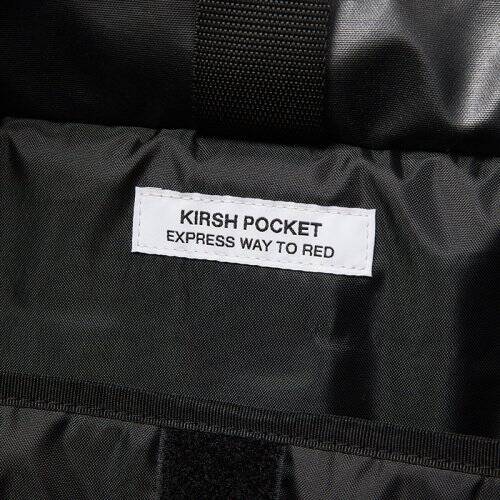 KIRSH POCKET
EXPRESS WAY TO RED